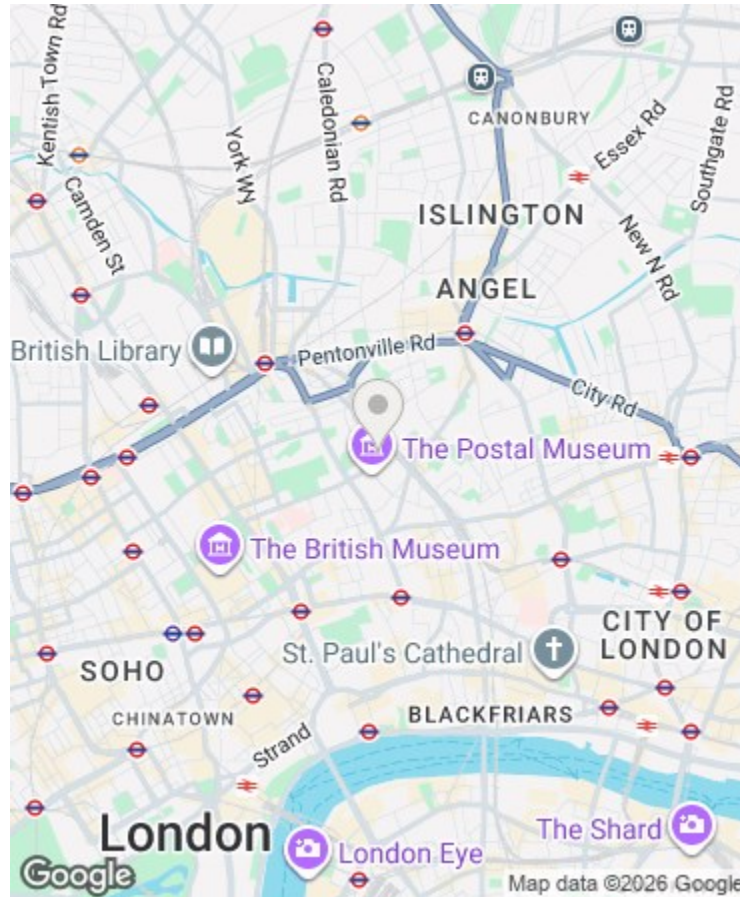 Kentish Town Rd
Caledonian Rd
York WY
CANONBURY
Essex Rd
Southgate Rd
Camden St
ISLINGTON
New N Rd
ANGEL
British Library
Pentonville Rd
City Rd
The Postal Museum
The British Museum
CITY OF
LONDON
St. Paul's Cathedral
SOHO
CHINATOWN
BLACKFRIARS
Strand
London
The Shard
London Eye
Google
Map data ©2026 Google